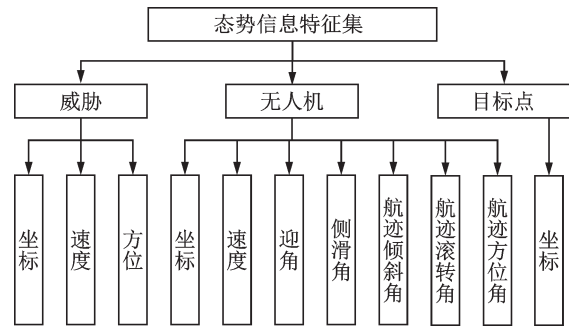 态势信息特征集
威胁
无人机
目标点
坐标
速度
方位
坐标
速度
迎角
侧滑角
航迹倾斜角
航迹滚转角
航迹方位角
坐标